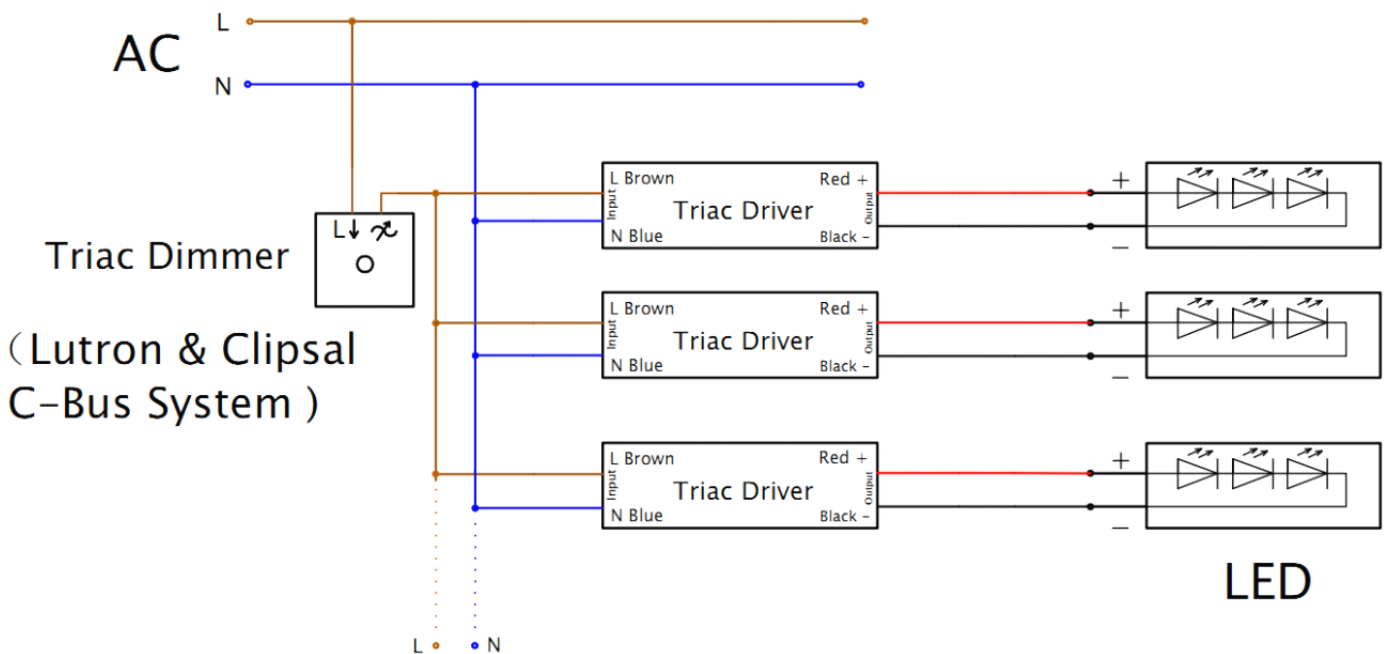 L
AC
N
L Brown
Red +
Input
Triac Driver
Output
N Blue
Black -
+
−
L
Triac Dimmer
（Lutron & Clipsal
C-Bus System )
L Brown
Red +
Input
Triac Driver
Output
N Blue
Black -
+
−
L Brown
Red +
Input
Triac Driver
Output
N Blue
Black -
+
−
LED
L
N